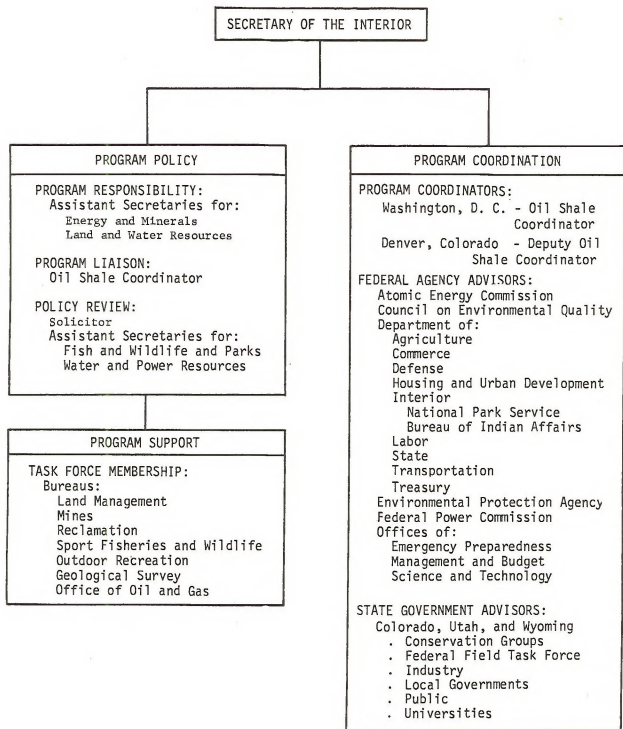 SECRETARY OF THE INTERIOR
PROGRAM POLICY
PROGRAM RESPONSIBILITY:
Assistant Secretaries for:
Energy and Minerals
Land and Water Resources
PROGRAM LIAISON:
Oil Shale Coordinator
POLICY REVIEW:
Solicitor
Assistant Secretaries for:
Fish and Wildlife and Parks
Water and Power Resources
PROGRAM SUPPORT
TASK FORCE MEMBERSHIP:
Bureaus:
Land Management
Mines
Reclamation
Sport Fisheries and Wildlife
Outdoor Recreation
Geological Survey
Office of Oil and Gas
PROGRAM COORDINATION
PROGRAM COORDINATORS:
Washington, D. C. - Oil Shale
Coordinator
Denver, Colorado - Deputy Oil
Shale Coordinator
FEDERAL AGENCY ADVISORS:
Atomic Energy Commission
Council on Environmental Quality
Department of:
Agriculture
Commerce
Defense
Housing and Urban Development
Interior
National Park Service
Bureau of Indian Affairs
Labor
State
Transportation
Treasury
Environmental Protection Agency
Federal Power Commission
Offices of:
Emergency Preparedness
Management and Budget
Science and Technology
STATE GOVERNMENT ADVISORS:
Colorado, Utah, and Wyoming
. Conservation Groups
. Federal Field Task Force
. Industry
. Local Governments
. Public
. Universities